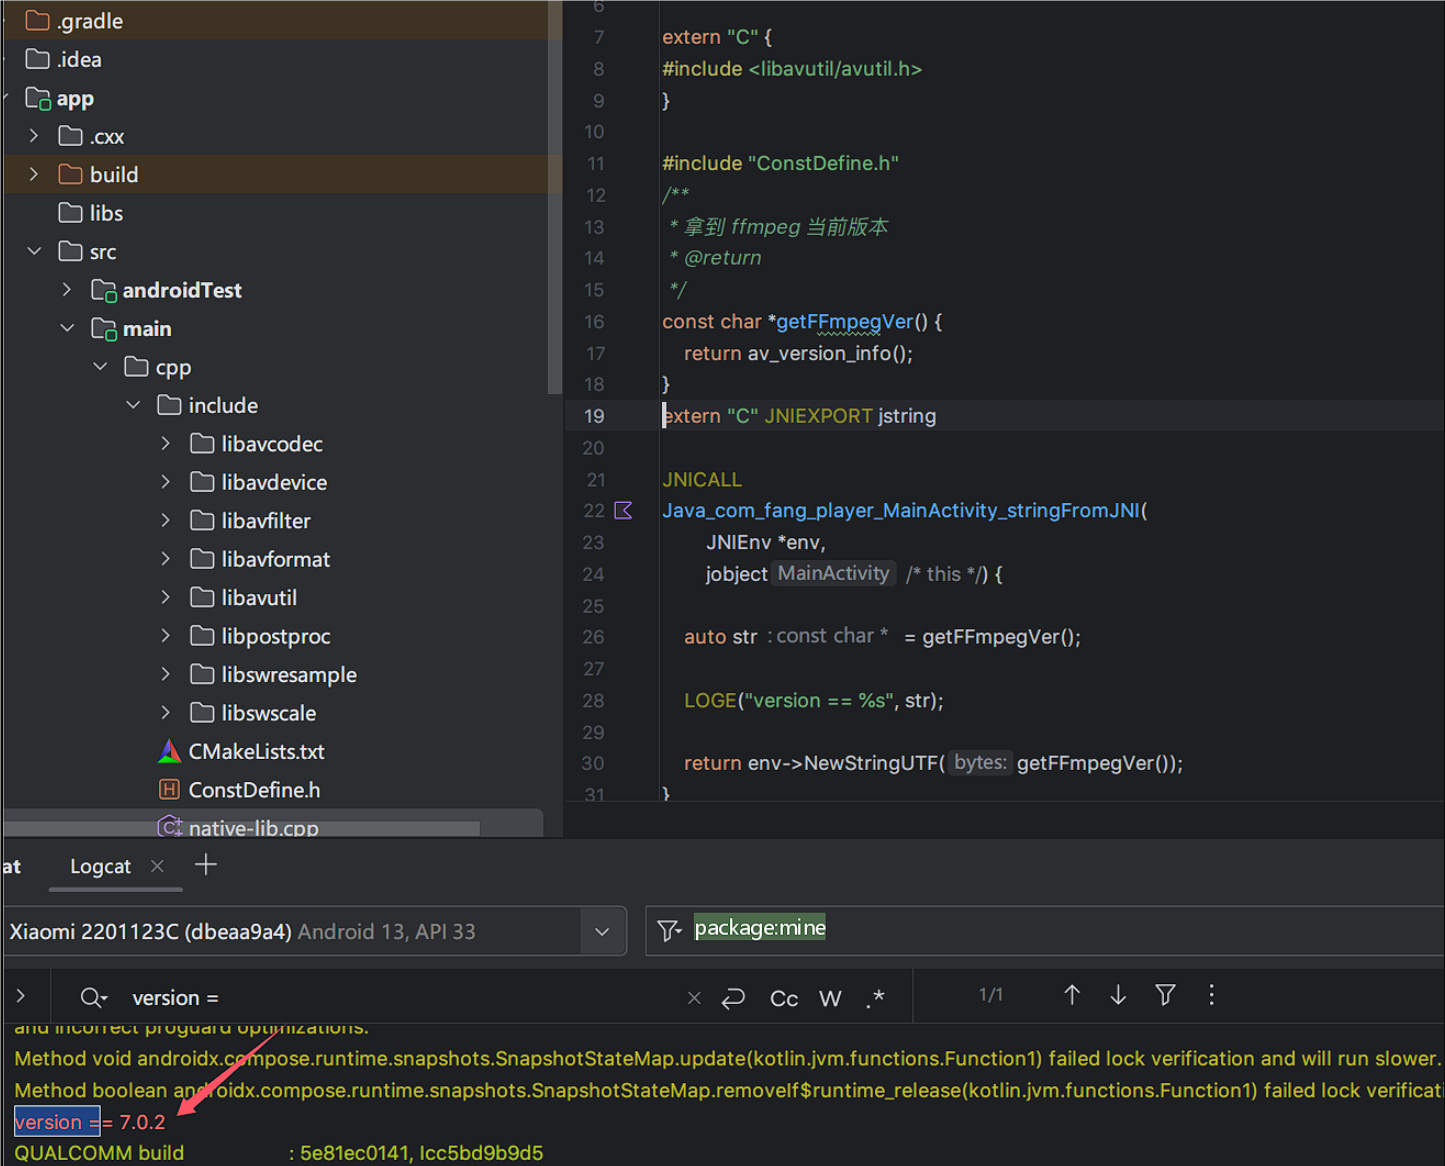 .gradle
.idea
app
.cxx
build
libs
src
androidTest
main
cpp
include
libavcodec
libavdevice
libavfilter
libavformat
libavutil
libpostproc
libswresample
libswscale
CMakeLists.txt
ConstDefine.h
native-lib.cpp
6
7 extern "C" {
8 #include <libavutil/avutil.h>
9 }
10
11 #include "ConstDefine.h"
12 /**
13 * 拿到 ffmpeg 当前版本
14 * @return
15 */
16 const char *getFFmpegVer() {
17 return av_version_info();
18 }
19 extern "C" JNIEXPORT jstring
20
21 JNICALL
22 Java_com_fang_player_MainActivity_stringFromJNI(
23 JNIEnv *env,
24 jobject MainActivity /* this */) {
25
26 auto str : const char * = getFFmpegVer();
27
28 LOGE("version == %s", str);
29
30 return env->NewStringUTF( bytes: getFFmpegVer());
31 }
at Logcat
Xiaomi 2201123C (dbeaa9a4) Android 13, API 33 package:mine
version = Cc W .* 1/1
and incorrect proguard optimizations.
Method void androidx.compose.runtime.snapshots.SnapshotStateMap.update(kotlin.jvm.functions.Function1) failed lock verification and will run slower.
Method boolean androidx.compose.runtime.snapshots.SnapshotStateMap.removeIf$runtime_release(kotlin.jvm.functions.Function1) failed lock verificati
version == 7.0.2
QUALCOMM build : 5e81ec0141, Icc5bd9b9d5